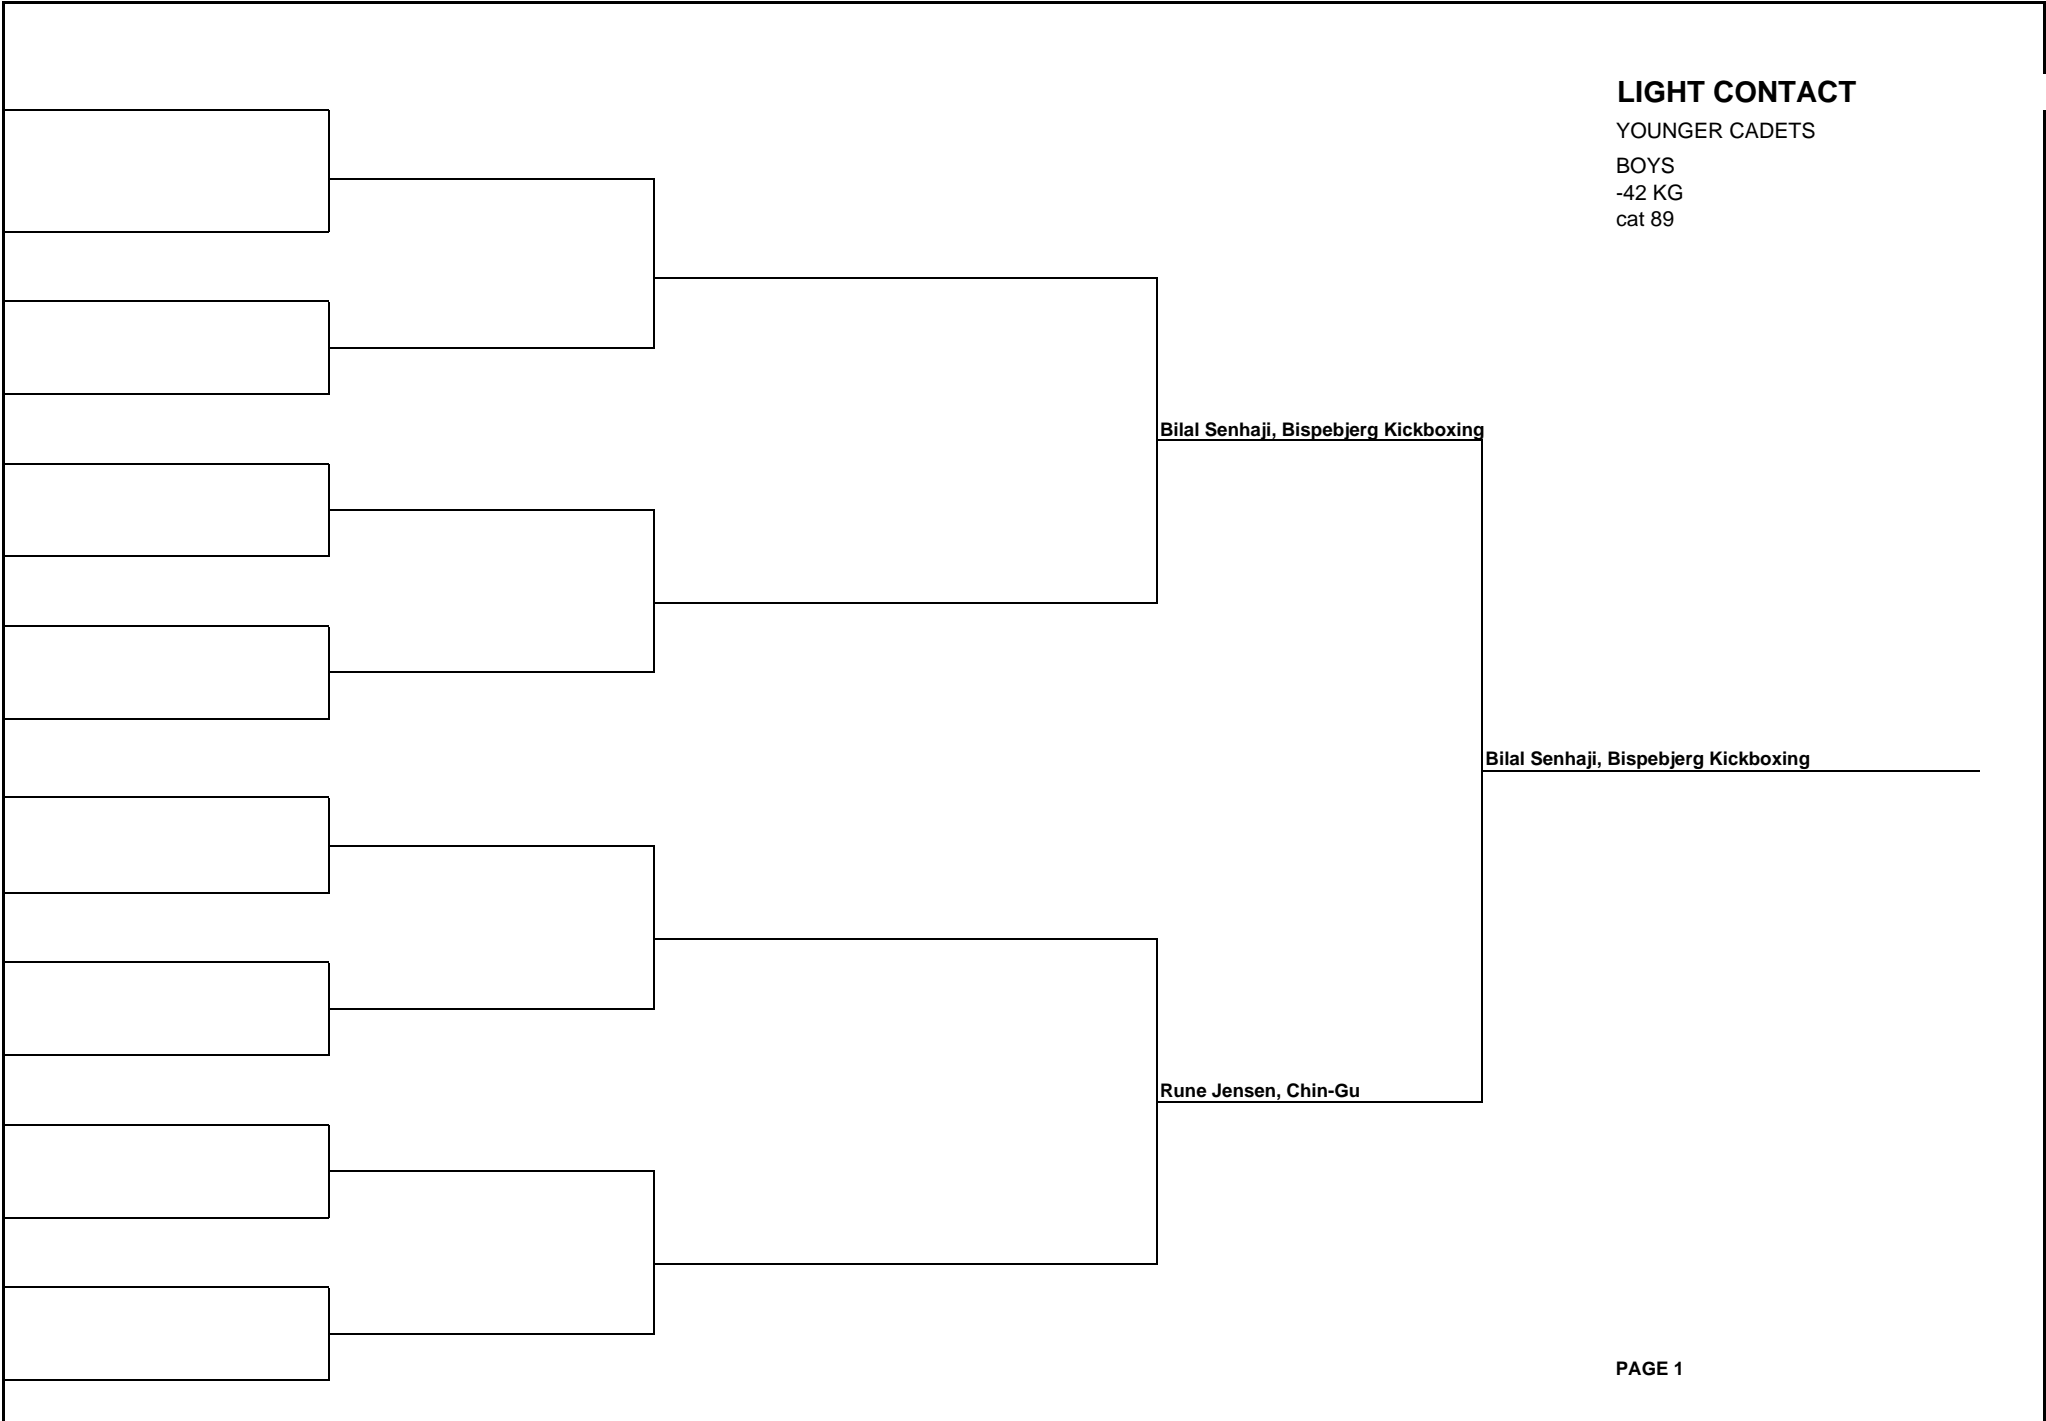 LIGHT CONTACT
YOUNGER CADETS
BOYS
-42 KG
cat 89
Bilal Senhaji, Bispebjerg Kickboxing
Bilal Senhaji, Bispebjerg Kickboxing
Rune Jensen, Chin-Gu
PAGE 1